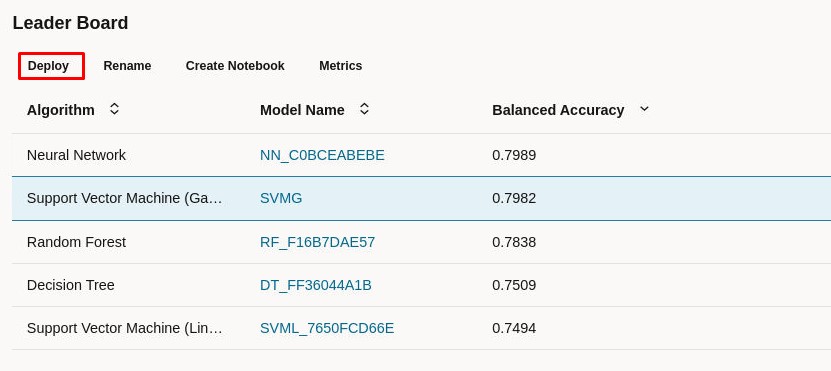 Leader Board
Deploy Rename Create Notebook Metrics
Algorithm Model Name Balanced Accuracy
Neural Network NN_C0BCEABEBE 0.7989
Support Vector Machine (Ga… SVMG 0.7982
Random Forest RF_F16B7DAE57 0.7838
Decision Tree DT_FF36044A1B 0.7509
Support Vector Machine (Lin… SVML_7650FCD66E 0.7494